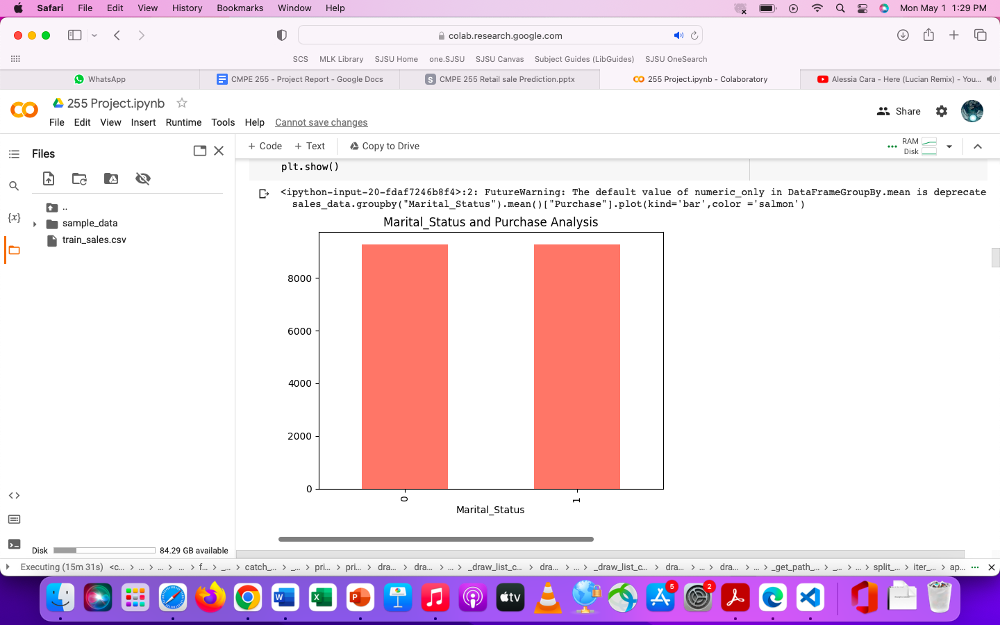 Safari File Edit View History Bookmarks Window Help Mon May 1 1:29 PM
colab.research.google.com
SCS MLK Library SJSU Home one.SJSU SJSU Canvas Subject Guides (LibGuides) SJSU OneSearch
WhatsApp CMPE 255 - Project Report - Google Docs S CMPE 255 Retail sale Prediction.pptx 255 Project.ipynb - Colaboratory Alessia Cara - Here (Lucian Remix) - You...
255 Project.ipynb
File Edit View Insert Runtime Tools Help Cannot save changes
Share
Files
+ Code + Text Copy to Drive
RAM
Disk
plt.show()
..
sample_data
train_sales.csv
{x}
<ipython-input-20-fdaf7246b8f4>:2: FutureWarning: The default value of numeric_only in DataFrameGroupBy.mean is deprecate
sales_data.groupby("Marital_Status").mean()["Purchase"].plot(kind='bar',color ='salmon')
Marital_Status and Purchase Analysis
8000
6000
4000
2000
0
0 1
Marital_Status
Disk 84.29 GB available
Executing (15m 31s) <c... > ... > ... > ... > f... > _... > catch_... > _... > pri... > pri... > dra... > dra... > ... > _draw_list_c... > dra... > ... > _draw_list_c... > dra... > ... > dra... > ... > _get_path_... > _... > ... > split_... > iter_... > ap...
W X P tv 5 2